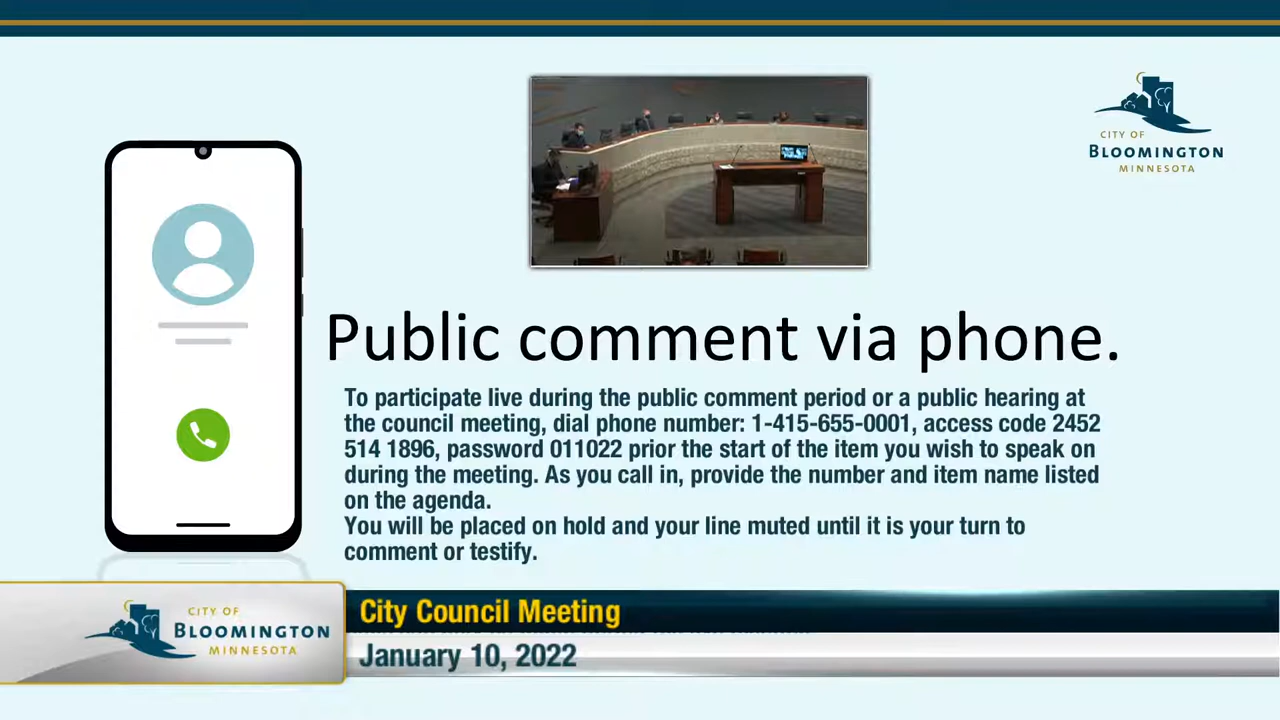 CITY OF
BLOOMINGTON
MINNESOTA
Public comment via phone.
To participate live during the public comment period or a public hearing at
the council meeting, dial phone number: 1-415-655-0001, access code 2452
514 1896, password 011022 prior the start of the item you wish to speak on
during the meeting. As you call in, provide the number and item name listed
on the agenda.
You will be placed on hold and your line muted until it is your turn to
comment or testify.
CITY OF
BLOOMINGTON
MINNESOTA
City Council Meeting
January 10, 2022